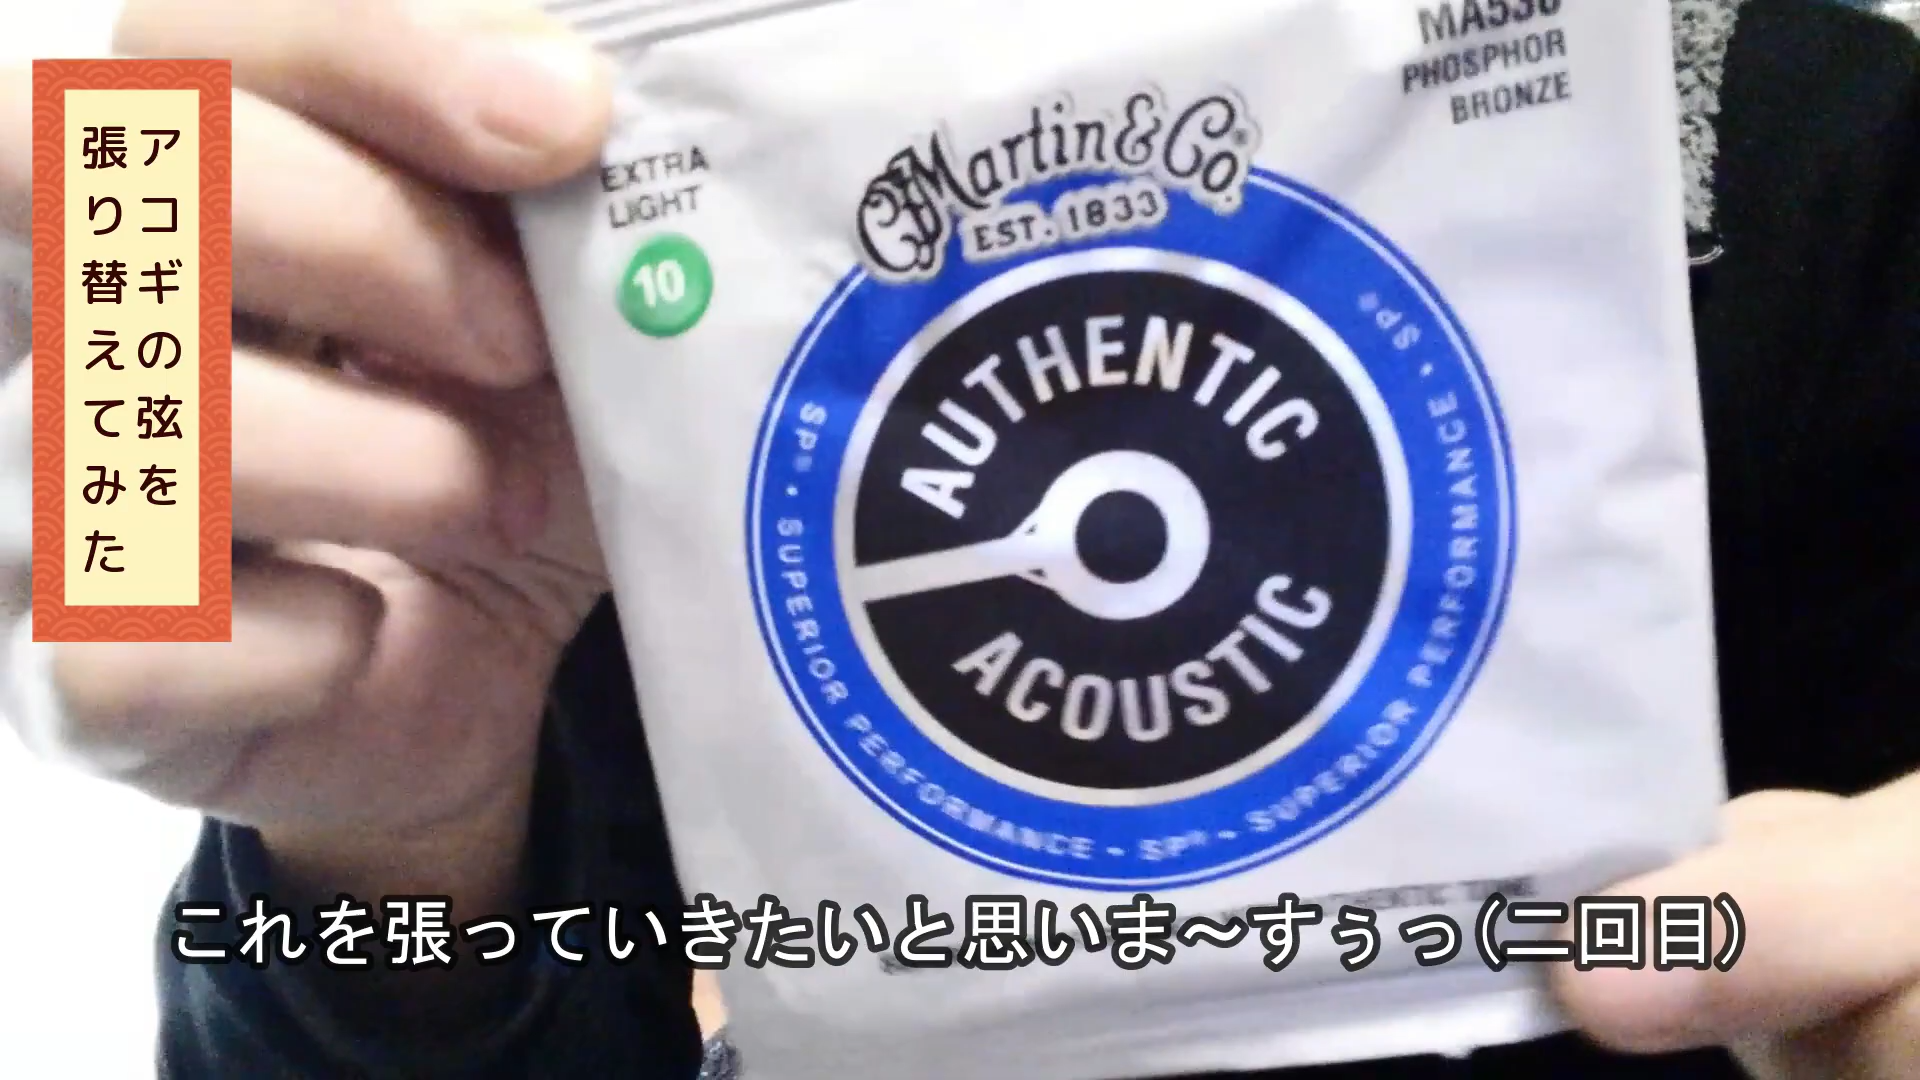 アコギの弦を
張り替えてみた
MA530
PHOSPHOR
BRONZE
EXTRA
LIGHT
10
CFMartin&Co.®
EST. 1833
AUTHENTIC
ACOUSTIC
SP® • SUPERIOR PERFORMANCE • SP® • SUPERIOR PERFORMANCE • SP®
これを張っていきたいと思いま〜すぅっ(二回目)